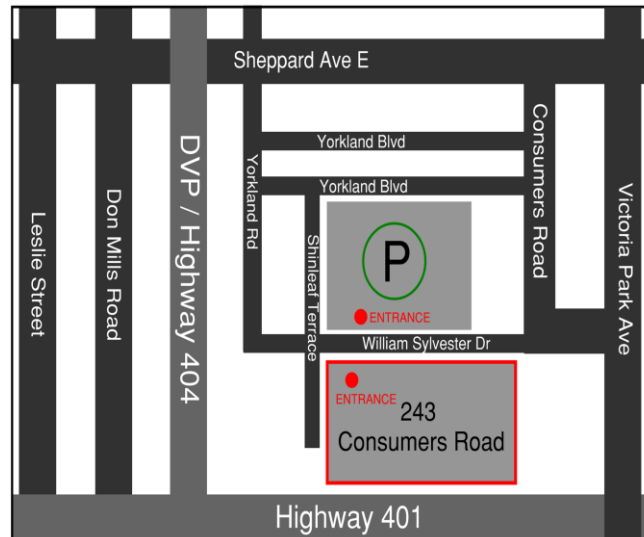 Sheppard Ave E
Yorkland Blvd
Yorkland Blvd
Leslie Street
Don Mills Road
DVP / Highway 404
Yorkland Rd
Shinleaf Terrace
Consumers Road
Victoria Park Ave
P
ENTRANCE
William Sylvester Dr
ENTRANCE
243
Consumers Road
Highway 401